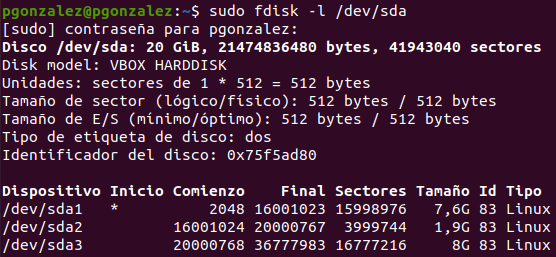 pgonzalez@pgonzalez:~$ sudo fdisk -l /dev/sda
[sudo] contraseña para pgonzalez:
Disco /dev/sda: 20 GiB, 21474836480 bytes, 41943040 sectores
Disk model: VBOX HARDDISK
Unidades: sectores de 1 * 512 = 512 bytes
Tamaño de sector (lógico/físico): 512 bytes / 512 bytes
Tamaño de E/S (mínimo/óptimo): 512 bytes / 512 bytes
Tipo de etiqueta de disco: dos
Identificador del disco: 0x75f5ad80
Dispositivo Inicio Comienzo Final Sectores Tamaño Id Tipo
/dev/sda1 * 2048 16001023 15998976 7,6G 83 Linux
/dev/sda2 16001024 20000767 3999744 1,9G 83 Linux
/dev/sda3 20000768 36777983 16777216 8G 83 Linux